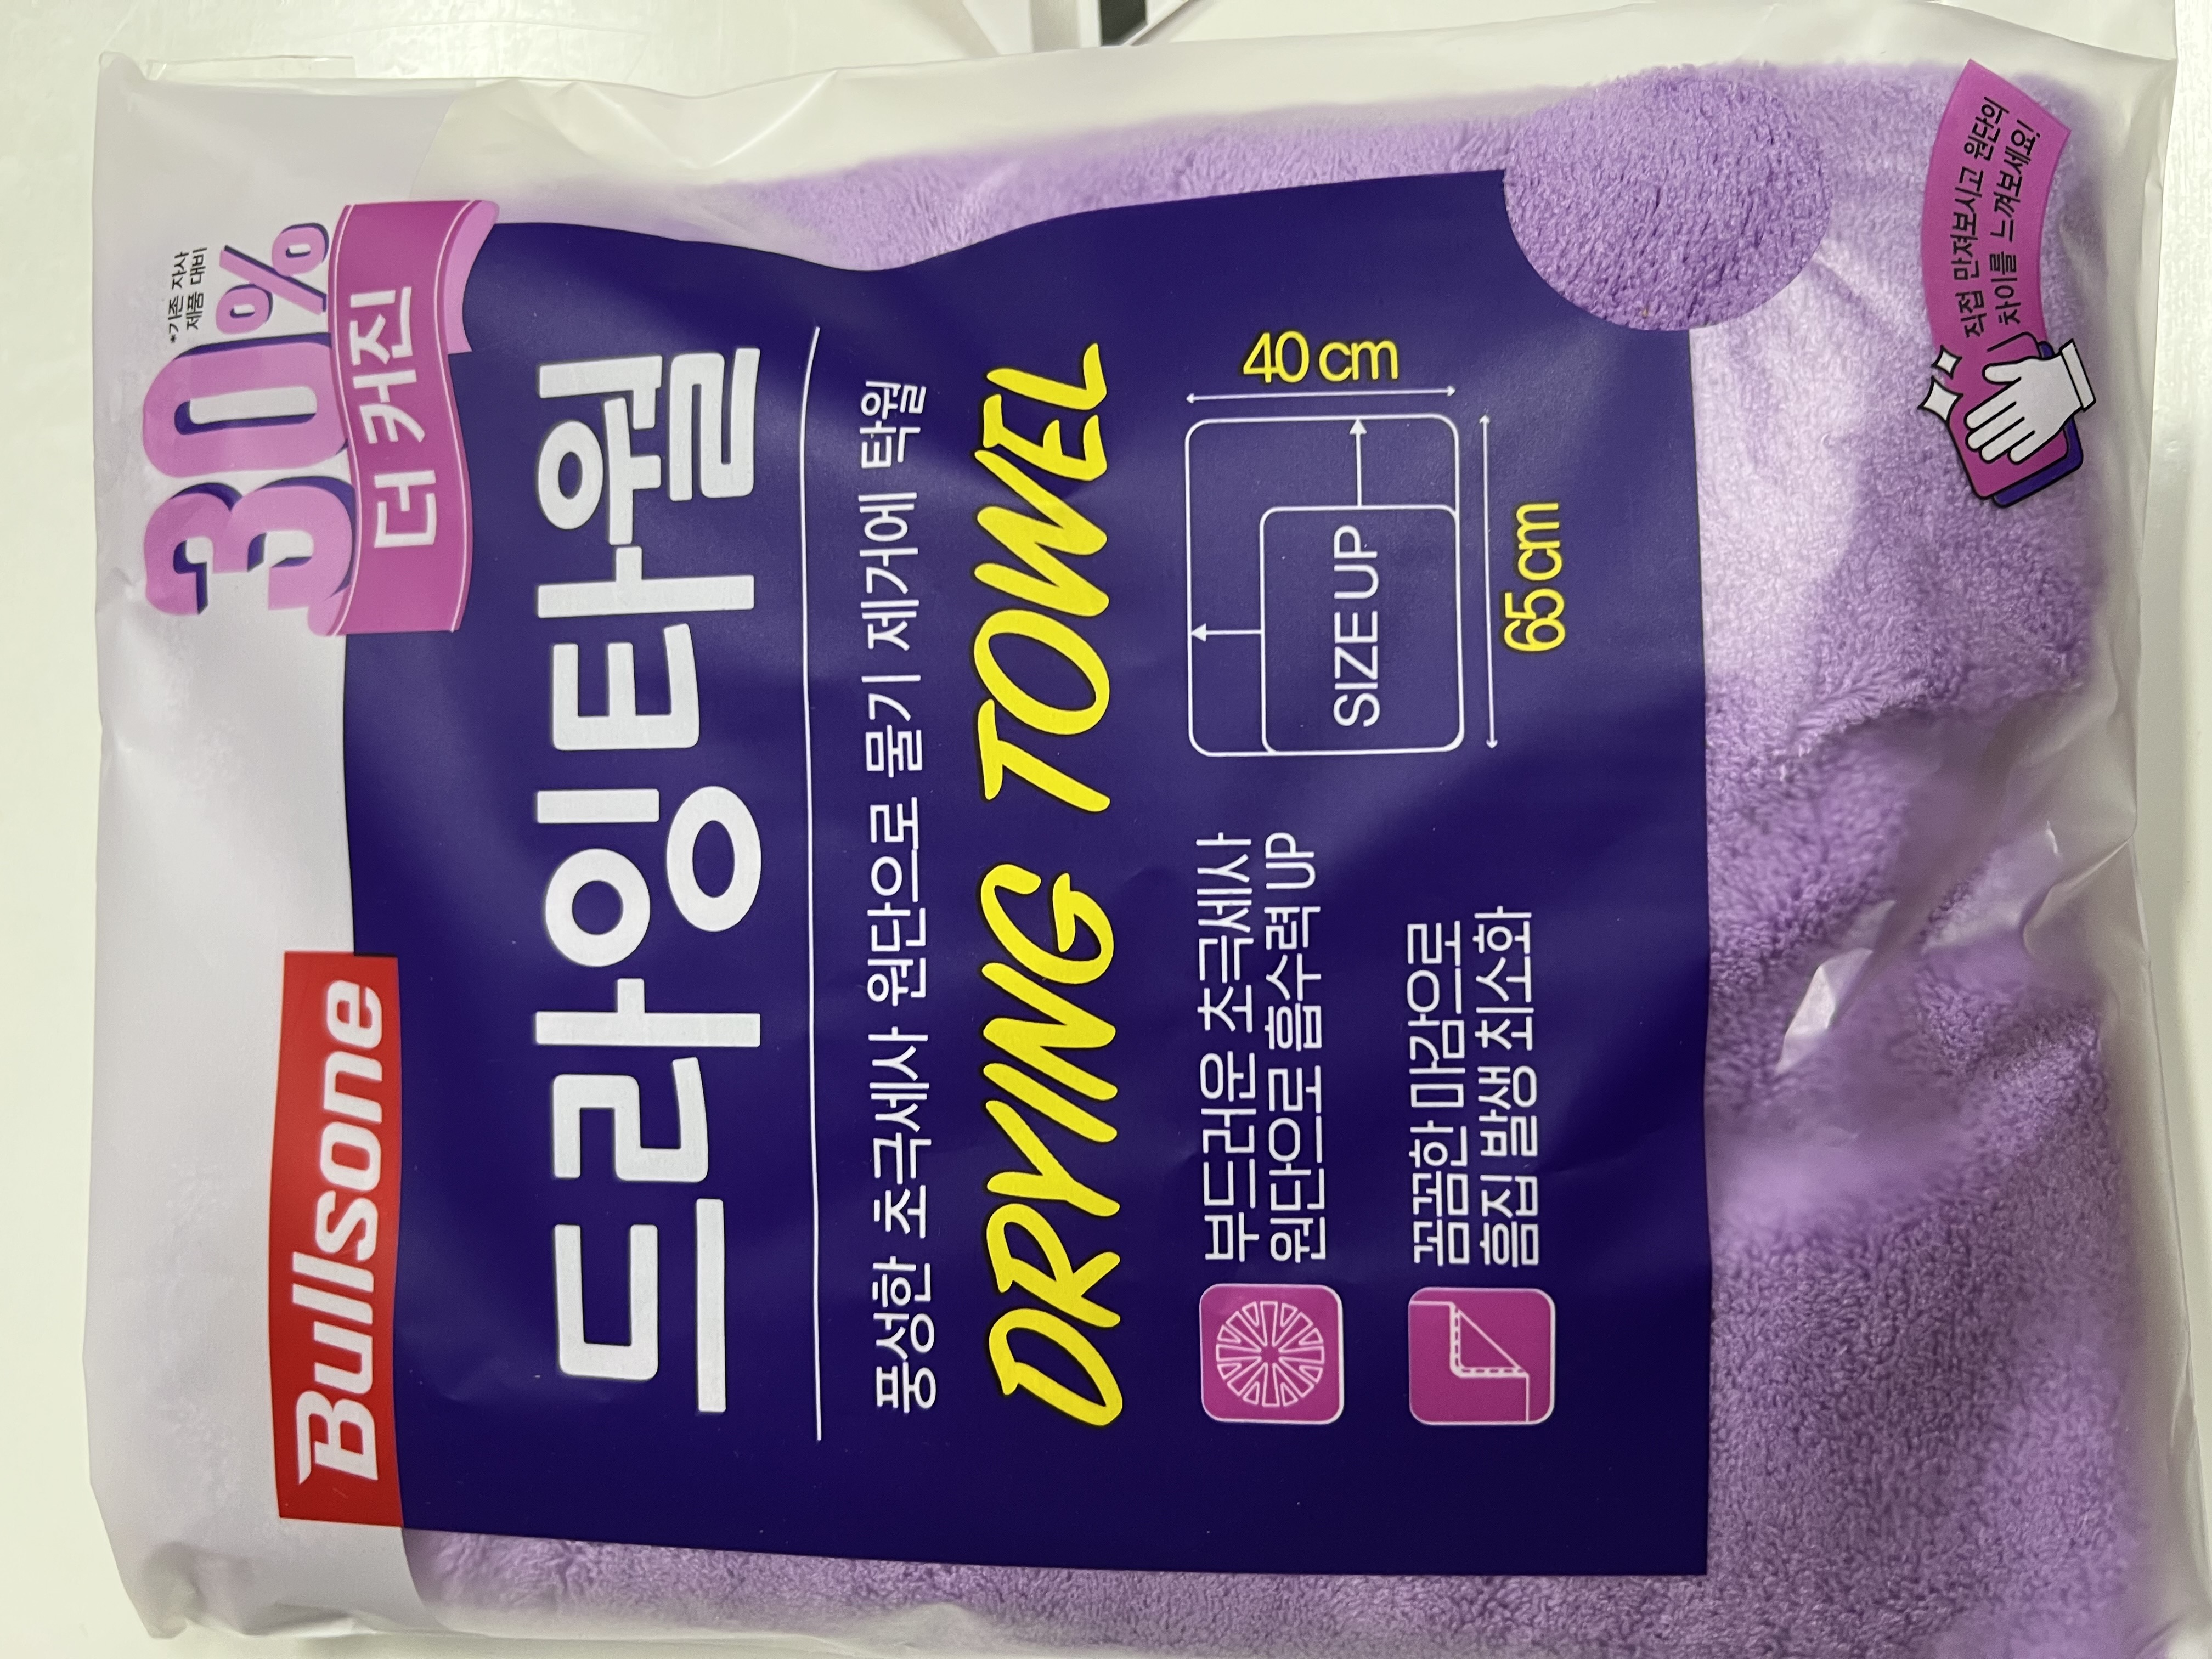 *기존 자사
제품 대비
30%
더 커진
Bullsone
드라잉타월
풍성한 초극세사 원단으로 물기 제거에 탁월
DRYING TOWEL
부드러운 초극세사
원단으로 흡수력 UP
꼼꼼한 마감으로
흠집 발생 최소화
SIZE UP
40 cm
65 cm
직접 만져보시고 원단의
차이를 느껴보세요!